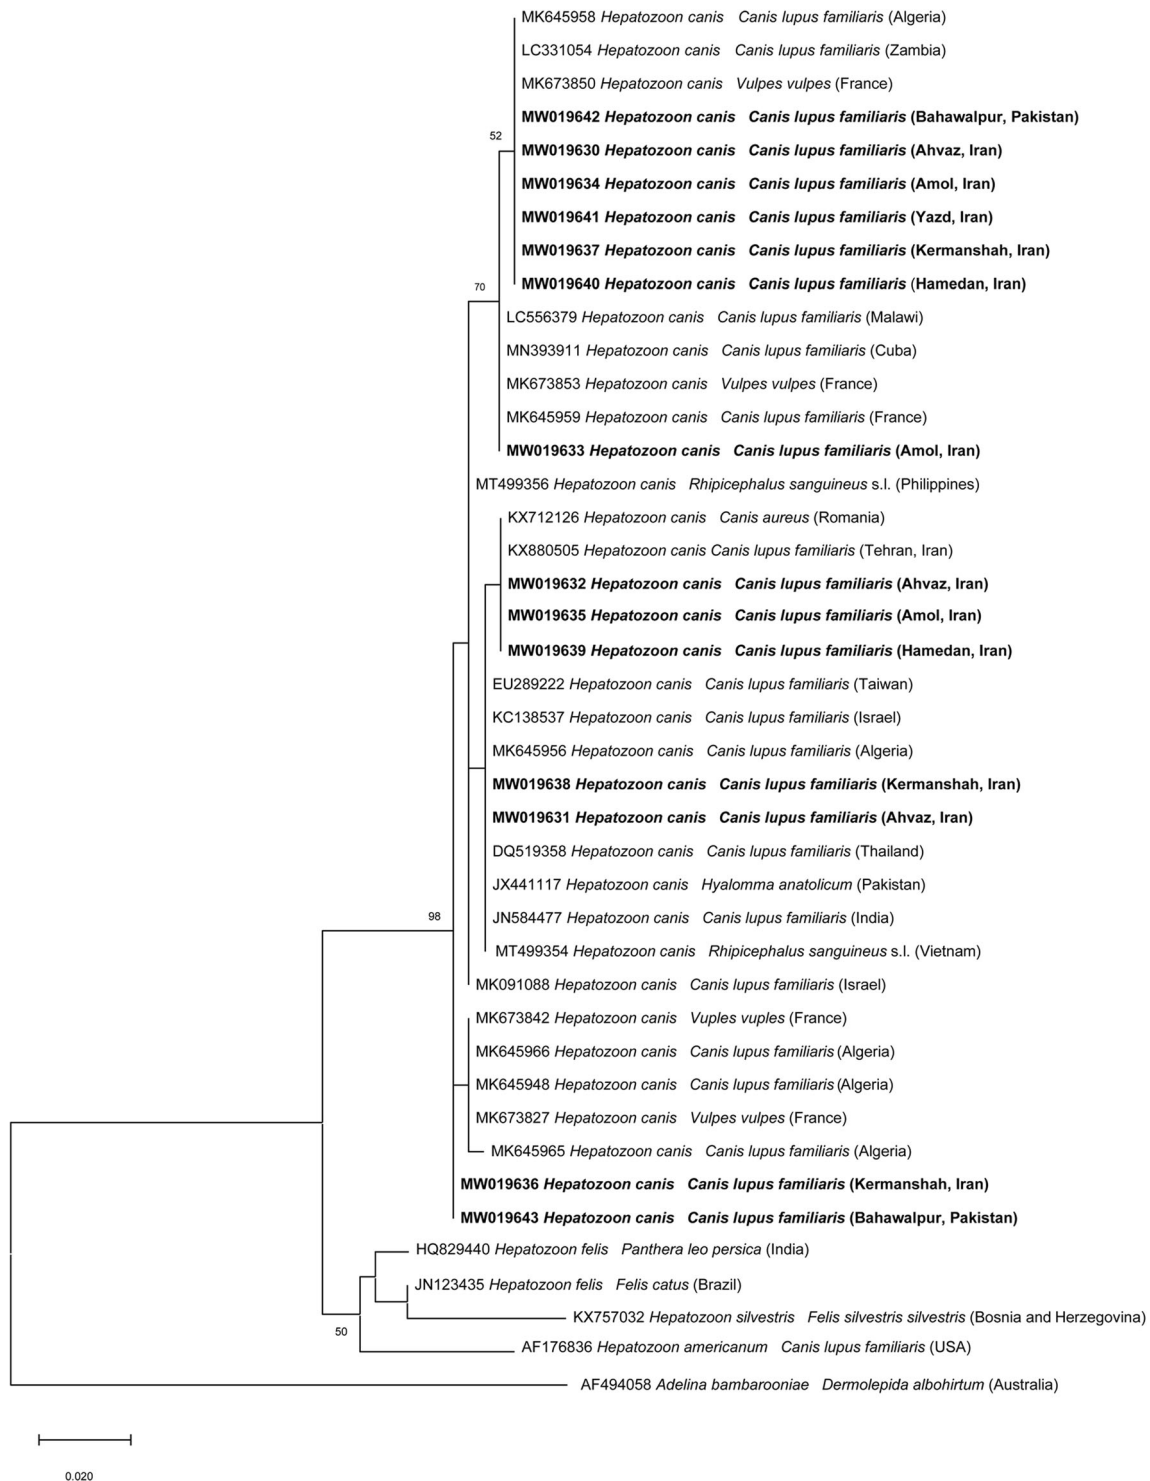 MK645958 Hepatozoon canis Canis lupus familiaris (Algeria)
LC331054 Hepatozoon canis Canis lupus familiaris (Zambia)
MK673850 Hepatozoon canis Vulpes vulpes (France)
MW019642 Hepatozoon canis Canis lupus familiaris (Bahawalpur, Pakistan)
52
MW019630 Hepatozoon canis Canis lupus familiaris (Ahvaz, Iran)
MW019634 Hepatozoon canis Canis lupus familiaris (Amol, Iran)
MW019641 Hepatozoon canis Canis lupus familiaris (Yazd, Iran)
MW019637 Hepatozoon canis Canis lupus familiaris (Kermanshah, Iran)
MW019640 Hepatozoon canis Canis lupus familiaris (Hamedan, Iran)
70
LC556379 Hepatozoon canis Canis lupus familiaris (Malawi)
MN393911 Hepatozoon canis Canis lupus familiaris (Cuba)
MK673853 Hepatozoon canis Vulpes vulpes (France)
MK645959 Hepatozoon canis Canis lupus familiaris (France)
MW019633 Hepatozoon canis Canis lupus familiaris (Amol, Iran)
MT499356 Hepatozoon canis Rhipicephalus sanguineus s.l. (Philippines)
KX712126 Hepatozoon canis Canis aureus (Romania)
KX880505 Hepatozoon canis Canis lupus familiaris (Tehran, Iran)
MW019632 Hepatozoon canis Canis lupus familiaris (Ahvaz, Iran)
MW019635 Hepatozoon canis Canis lupus familiaris (Amol, Iran)
MW019639 Hepatozoon canis Canis lupus familiaris (Hamedan, Iran)
EU289222 Hepatozoon canis Canis lupus familiaris (Taiwan)
KC138537 Hepatozoon canis Canis lupus familiaris (Israel)
MK645956 Hepatozoon canis Canis lupus familiaris (Algeria)
MW019638 Hepatozoon canis Canis lupus familiaris (Kermanshah, Iran)
MW019631 Hepatozoon canis Canis lupus familiaris (Ahvaz, Iran)
DQ519358 Hepatozoon canis Canis lupus familiaris (Thailand)
JX441117 Hepatozoon canis Hyalomma anatolicum (Pakistan)
98
JN584477 Hepatozoon canis Canis lupus familiaris (India)
MT499354 Hepatozoon canis Rhipicephalus sanguineus s.l. (Vietnam)
MK091088 Hepatozoon canis Canis lupus familiaris (Israel)
MK673842 Hepatozoon canis Vuples vuples (France)
MK645966 Hepatozoon canis Canis lupus familiaris (Algeria)
MK645948 Hepatozoon canis Canis lupus familiaris (Algeria)
MK673827 Hepatozoon canis Vulpes vulpes (France)
MK645965 Hepatozoon canis Canis lupus familiaris (Algeria)
MW019636 Hepatozoon canis Canis lupus familiaris (Kermanshah, Iran)
MW019643 Hepatozoon canis Canis lupus familiaris (Bahawalpur, Pakistan)
HQ829440 Hepatozoon felis Panthera leo persica (India)
JN123435 Hepatozoon felis Felis catus (Brazil)
KX757032 Hepatozoon silvestris Felis silvestris silvestris (Bosnia and Herzegovina)
50
AF176836 Hepatozoon americanum Canis lupus familiaris (USA)
AF494058 Adelina bambarooniae Dermolepida albohirtum (Australia)
0.020